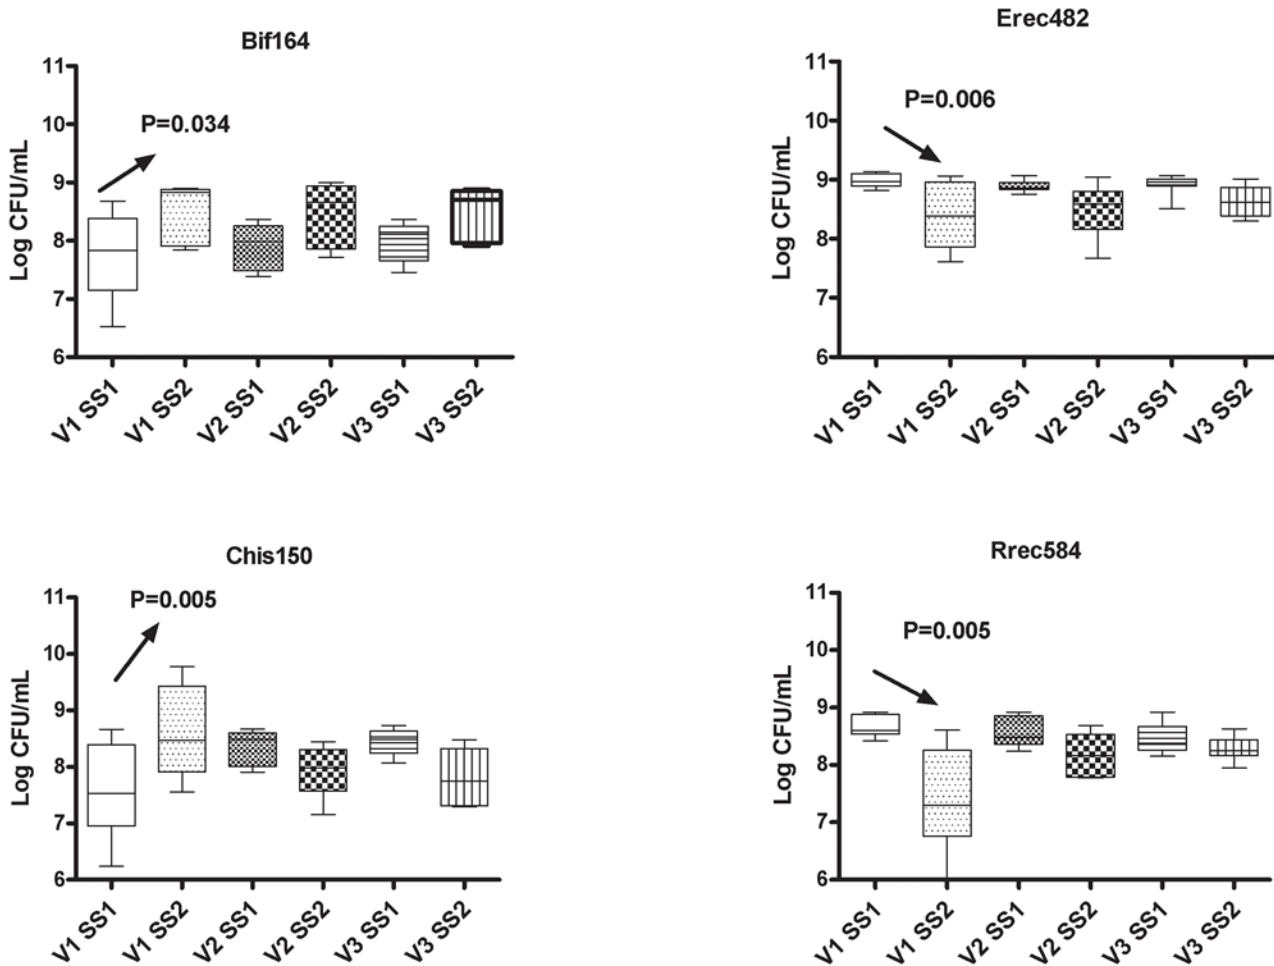 Bif164
11
10
9
8
7
6
Log CFU/mL
P=0.034
V1 SS1
V1 SS2
V2 SS1
V2 SS2
V3 SS1
V3 SS2
Erec482
11
10
9
8
7
6
Log CFU/mL
P=0.006
V1 SS1
V1 SS2
V2 SS1
V2 SS2
V3 SS1
V3 SS2
Chis150
11
10
9
8
7
6
Log CFU/mL
P=0.005
V1 SS1
V1 SS2
V2 SS1
V2 SS2
V3 SS1
V3 SS2
Rrec584
11
10
9
8
7
6
Log CFU/mL
P=0.005
V1 SS1
V1 SS2
V2 SS1
V2 SS2
V3 SS1
V3 SS2